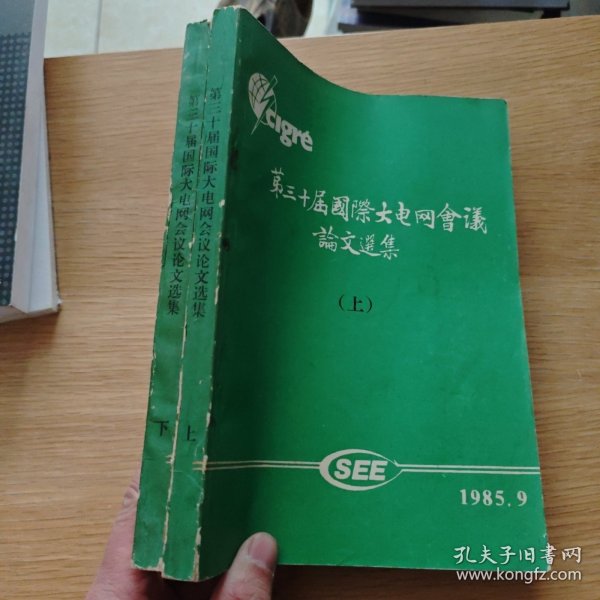 cigré
第三十届國際大电网會議
論文選集
(上)
SEE
1985.9
第三十届国际大电网会议论文选集
上
第三十届国际大电网会议论文选集
下
孔夫子旧书网
www.kongfz.com